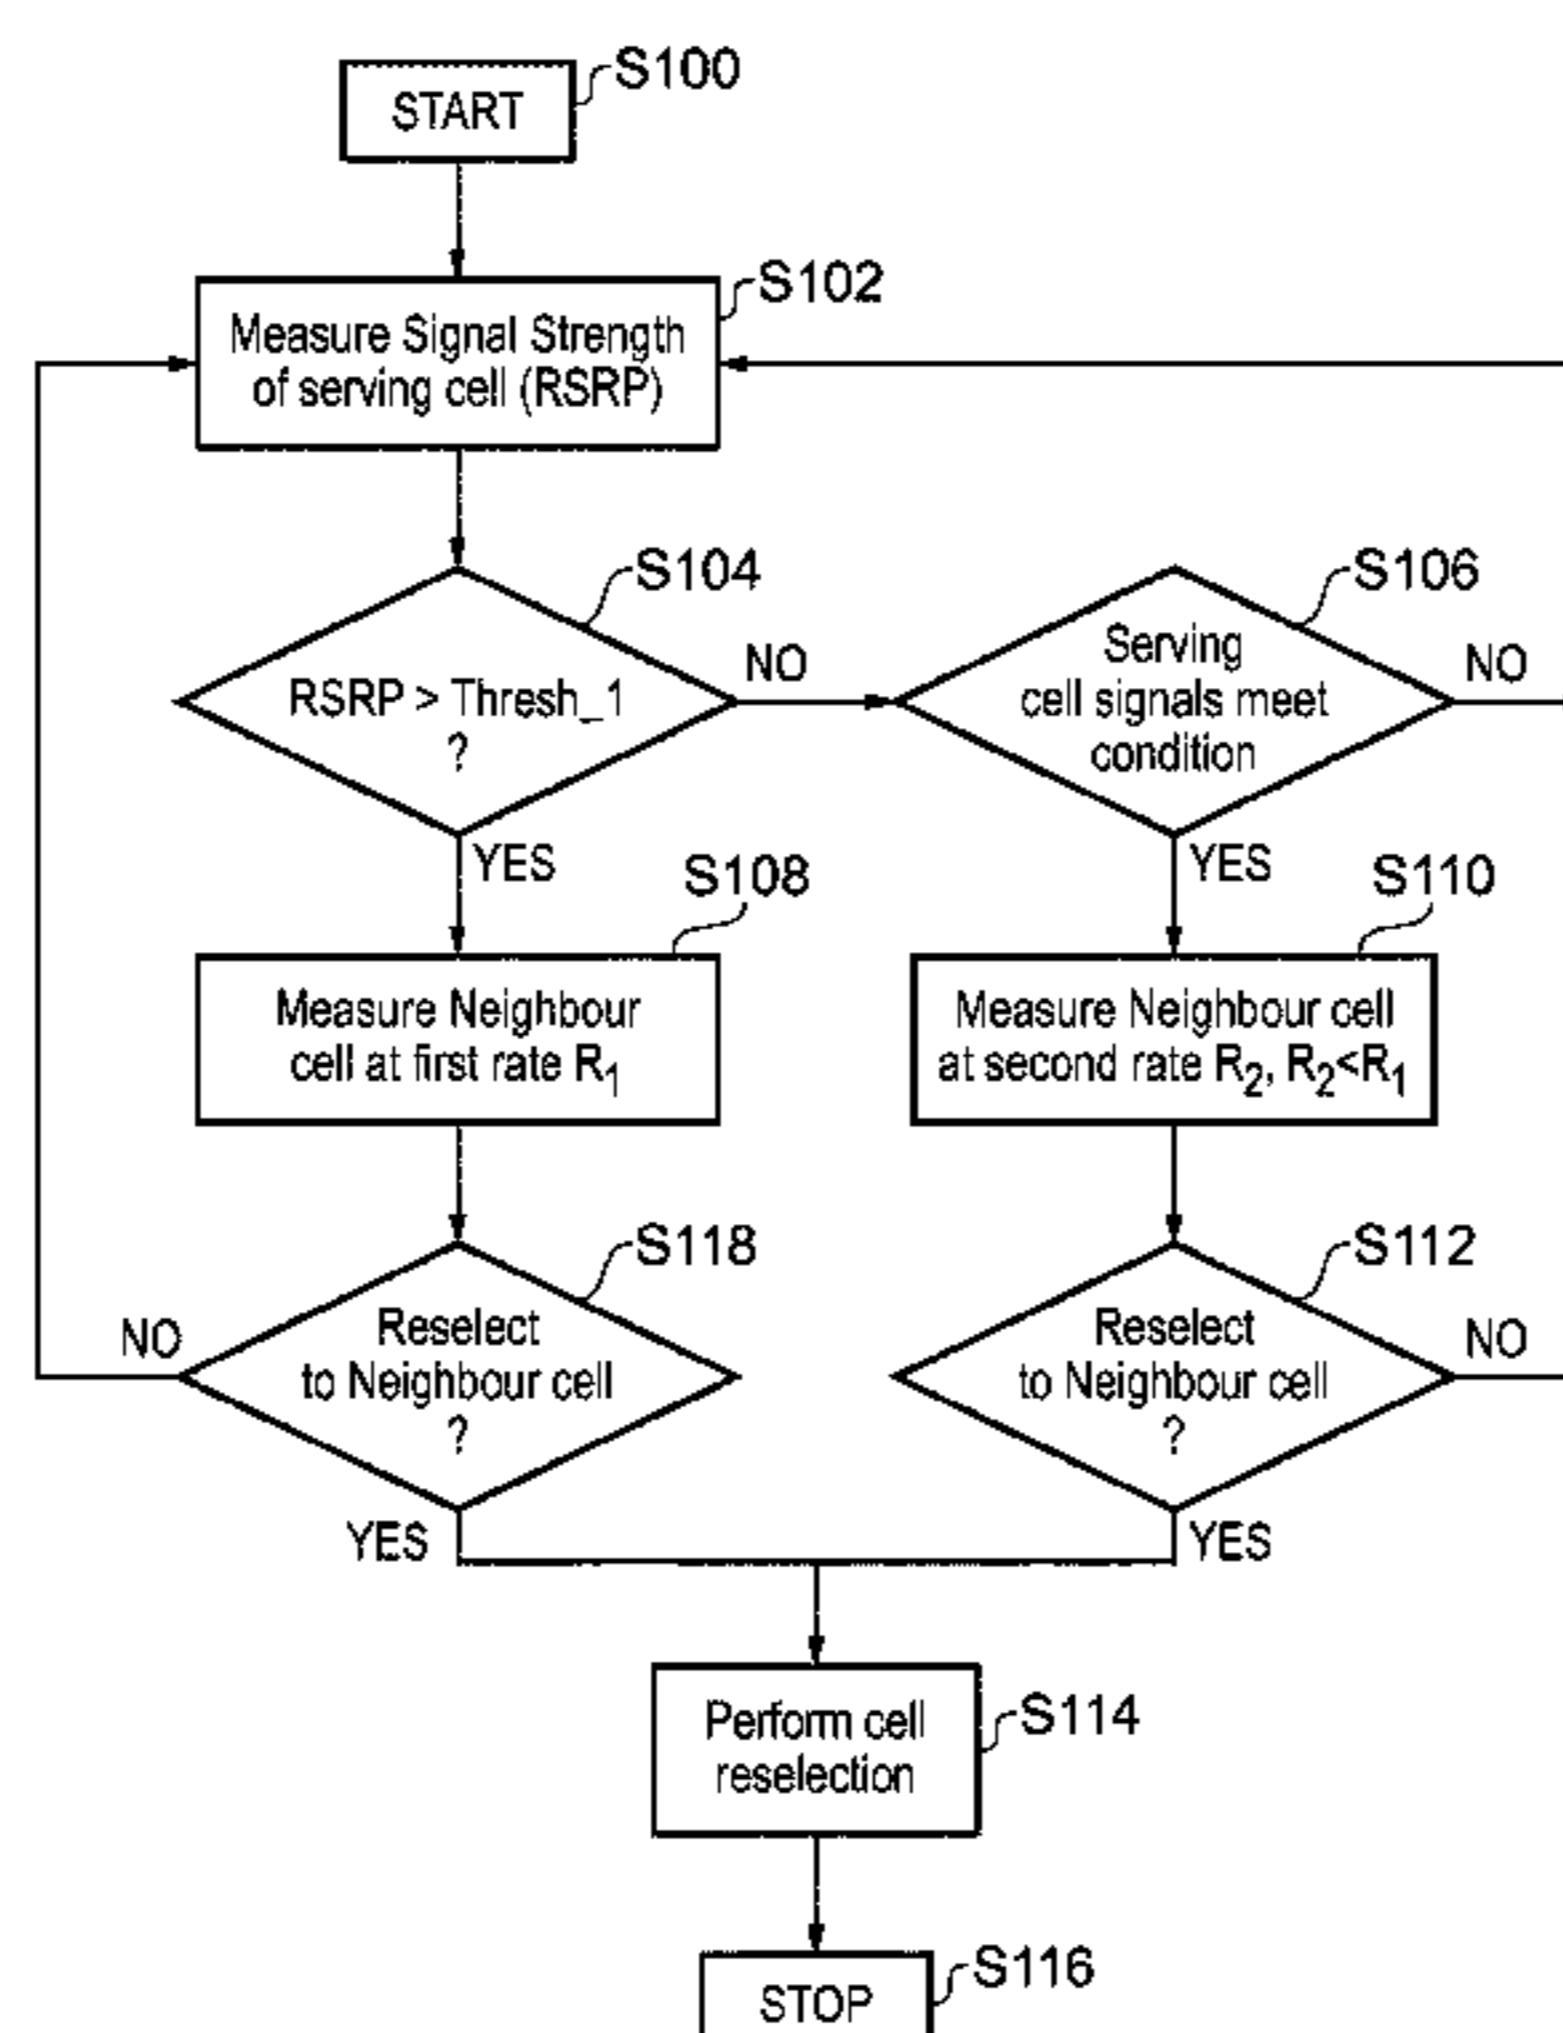 START
S100
S102
Measure Signal Strength
of serving cell (RSRP)
S104
RSRP > Thresh_1
?
NO
S106
Serving
cell signals meet
condition
NO
YES
YES
S108
Measure Neighbour
cell at first rate R1
S110
Measure Neighbour cell
at second rate R2, R2<R1
S118
Reselect
to Neighbour cell
?
NO
S112
Reselect
to Neighbour cell
?
NO
YES
YES
Perform cell
reselection
S114
STOP
S116